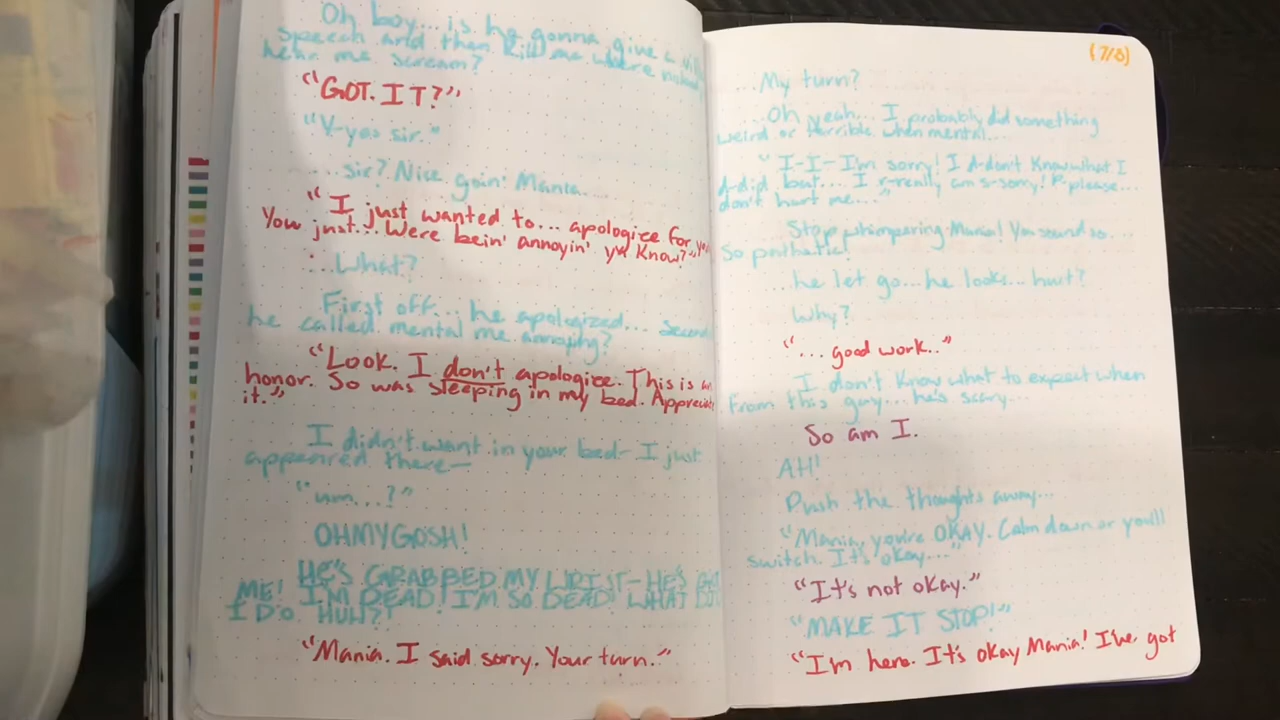 Oh boy... is he gonna give a
speech and then kill me where
hear me scream?
"GOT. IT?"
"Y-yas sir."
...sir? Nice goin' Mania...
"I just wanted to... apologize for
You just... Were bein' annoyin' ya know?"
...What?
First off... he apologized... second
he called mental me annoying?
"Look. I don't apologize. This is an
honor. So was sleeping in my bed. Appreciate
it."
I didn't want in your bed- I just
appeared there-
"um...?"
OHMYGOSH!
HE'S GRABBED MY WRIST- HE'S GOT
ME! I'M DEAD! I'M SO DEAD! WHAT DO
I DO HUH?!
"Mania. I said sorry. Your turn."
(7/8)
...My turn?
...Oh yeah... I probably did something
weird or terrible when mental...
"I-I-I'm sorry! I d-don't know what I
d-did but... I r-really am s-sorry! P-please...
don't hurt me..."
Stop whimpering Mania! You sound so...
So pathetic!
...he let go... he looks... hurt?
Why?
"... good work.."
I don't know what to expect when
from this guy... he's scary...
So am I.
AH!
Push the thoughts away...
"Mania, you're OKAY. Calm down or you'll
switch. It's okay..."
"It's not okay."
"MAKE IT STOP!"
"I'm here. It's okay Mania! I've got